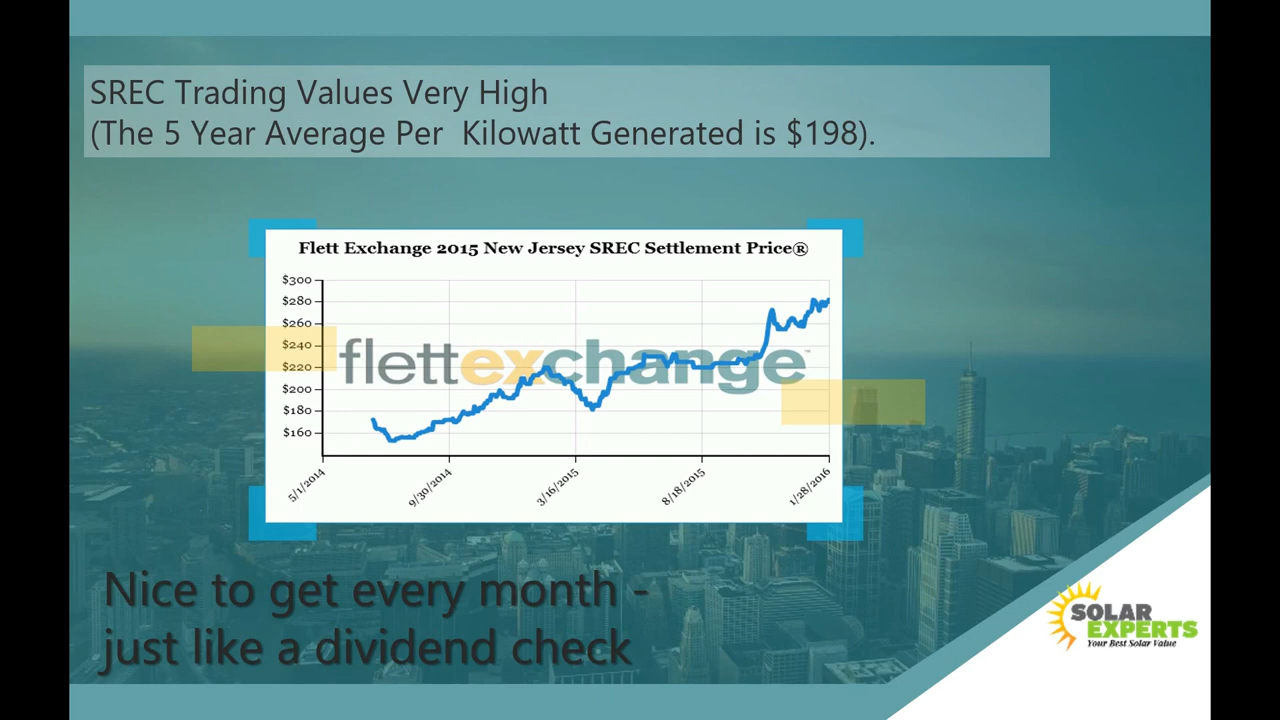 SREC Trading Values Very High
(The 5 Year Average Per Kilowatt Generated is $198).
Flett Exchange 2015 New Jersey SREC Settlement Price®
$300
$280
$260
$240
$220
$200
$180
$160
flettexchange™
5/1/2014
9/30/2014
3/16/2015
8/18/2015
1/28/2016
Nice to get every month -
just like a dividend check
SOLAR
EXPERTS
Your Best Solar Value